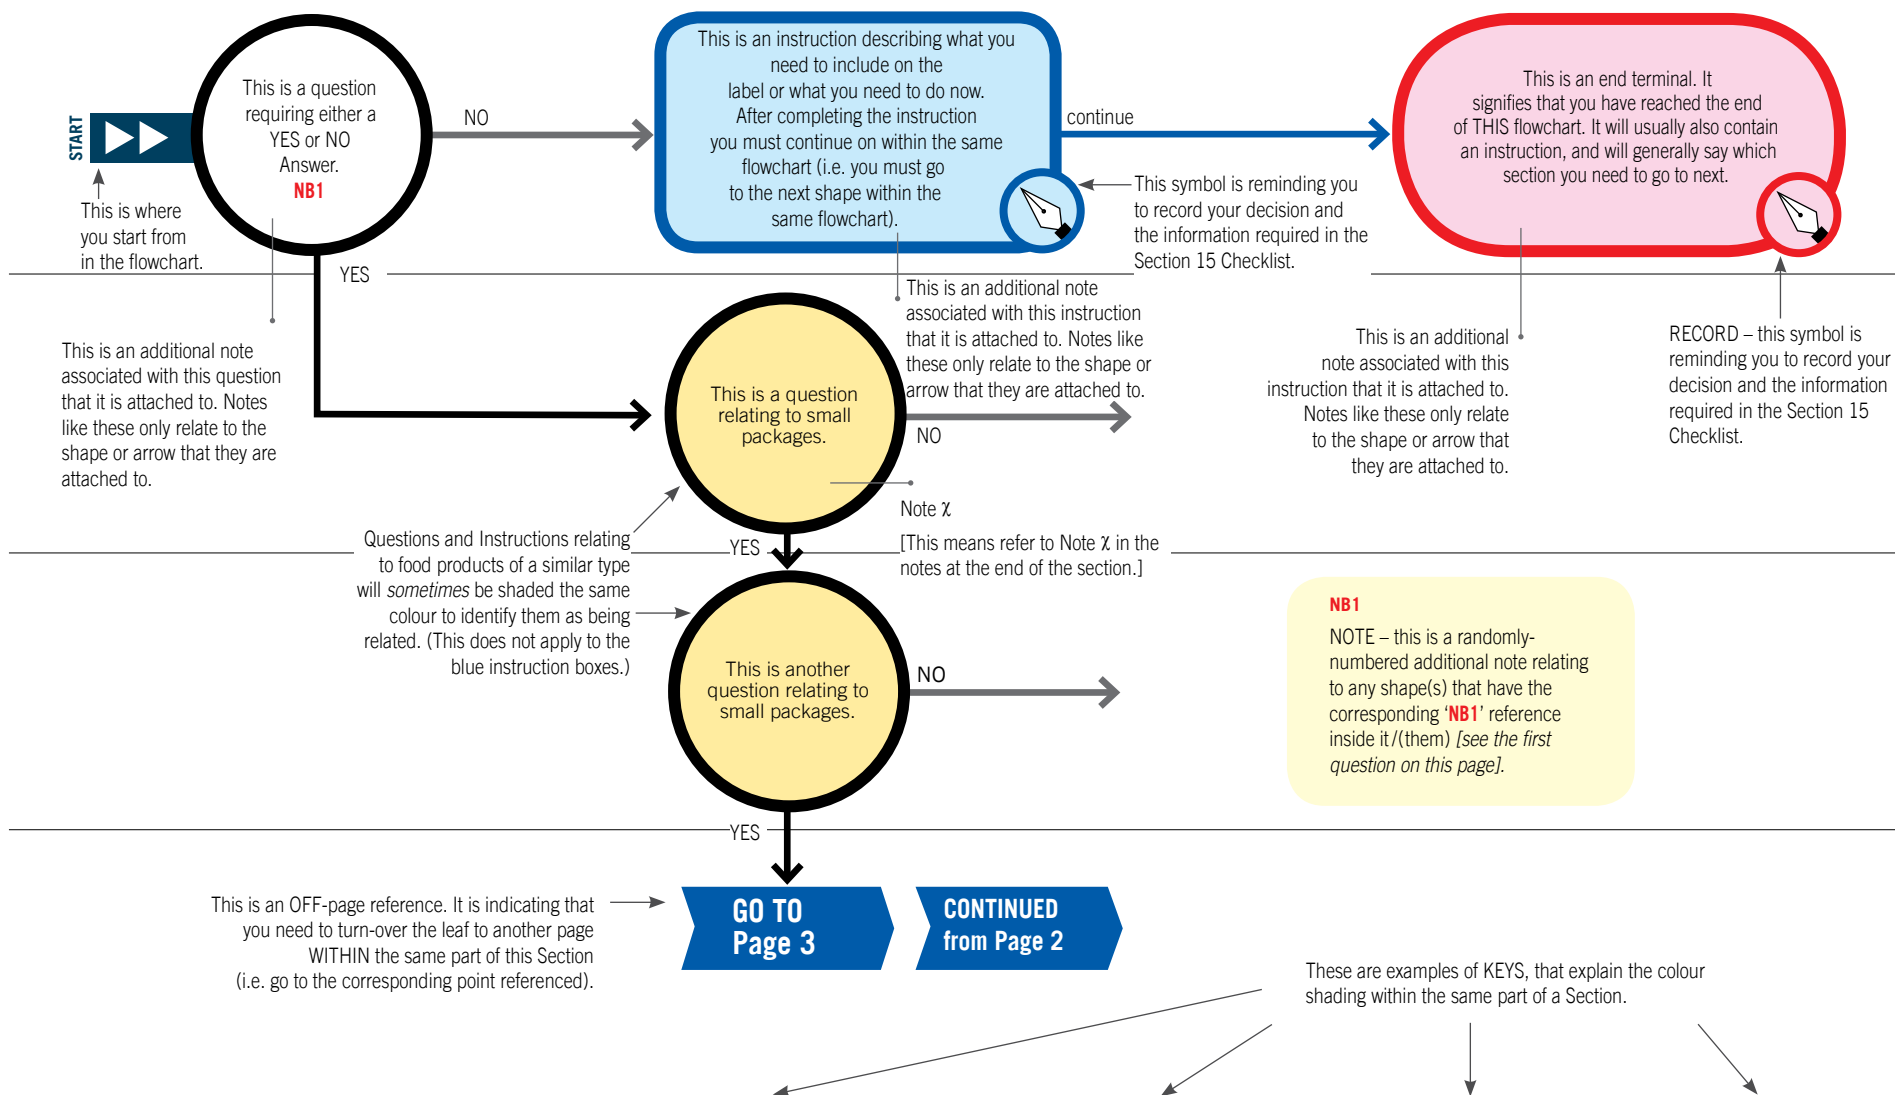 START
This is a question
requiring either a
YES or NO
Answer.
NB1
NO
This is an instruction describing what you
need to include on the
label or what you need to do now.
After completing the instruction
you must continue on within the same
flowchart (i.e. you must go
to the next shape within the
same flowchart).
continue
This is an end terminal. It
signifies that you have reached the end
of THIS flowchart. It will usually also contain
an instruction, and will generally say which
section you need to go to next.
This is where
you start from
in the flowchart.
This symbol is reminding you
to record your decision and
the information required in the
Section 15 Checklist.
YES
This is an additional note
associated with this question
that it is attached to. Notes
like these only relate to the
shape or arrow that they are
attached to.
This is an additional note
associated with this instruction
that it is attached to. Notes like
these only relate to the shape or
arrow that they are attached to.
This is an additional
note associated with this
instruction that it is attached to.
Notes like these only relate
to the shape or arrow that
they are attached to.
RECORD – this symbol is
reminding you to record your
decision and the information
required in the Section 15
Checklist.
This is a question
relating to small
packages.
NO
Note χ
[This means refer to Note χ in the
notes at the end of the section.]
Questions and Instructions relating
to food products of a similar type
will sometimes be shaded the same
colour to identify them as being
related. (This does not apply to the
blue instruction boxes.)
YES
This is another
question relating to
small packages.
NO
NB1
NOTE – this is a randomly-
numbered additional note relating
to any shape(s) that have the
corresponding ‘NB1’ reference
inside it/(them) [see the first
question on this page].
YES
This is an OFF-page reference. It is indicating that
you need to turn-over the leaf to another page
WITHIN the same part of this Section
(i.e. go to the corresponding point referenced).
GO TO
Page 3
CONTINUED
from Page 2
These are examples of KEYS, that explain the colour
shading within the same part of a Section.